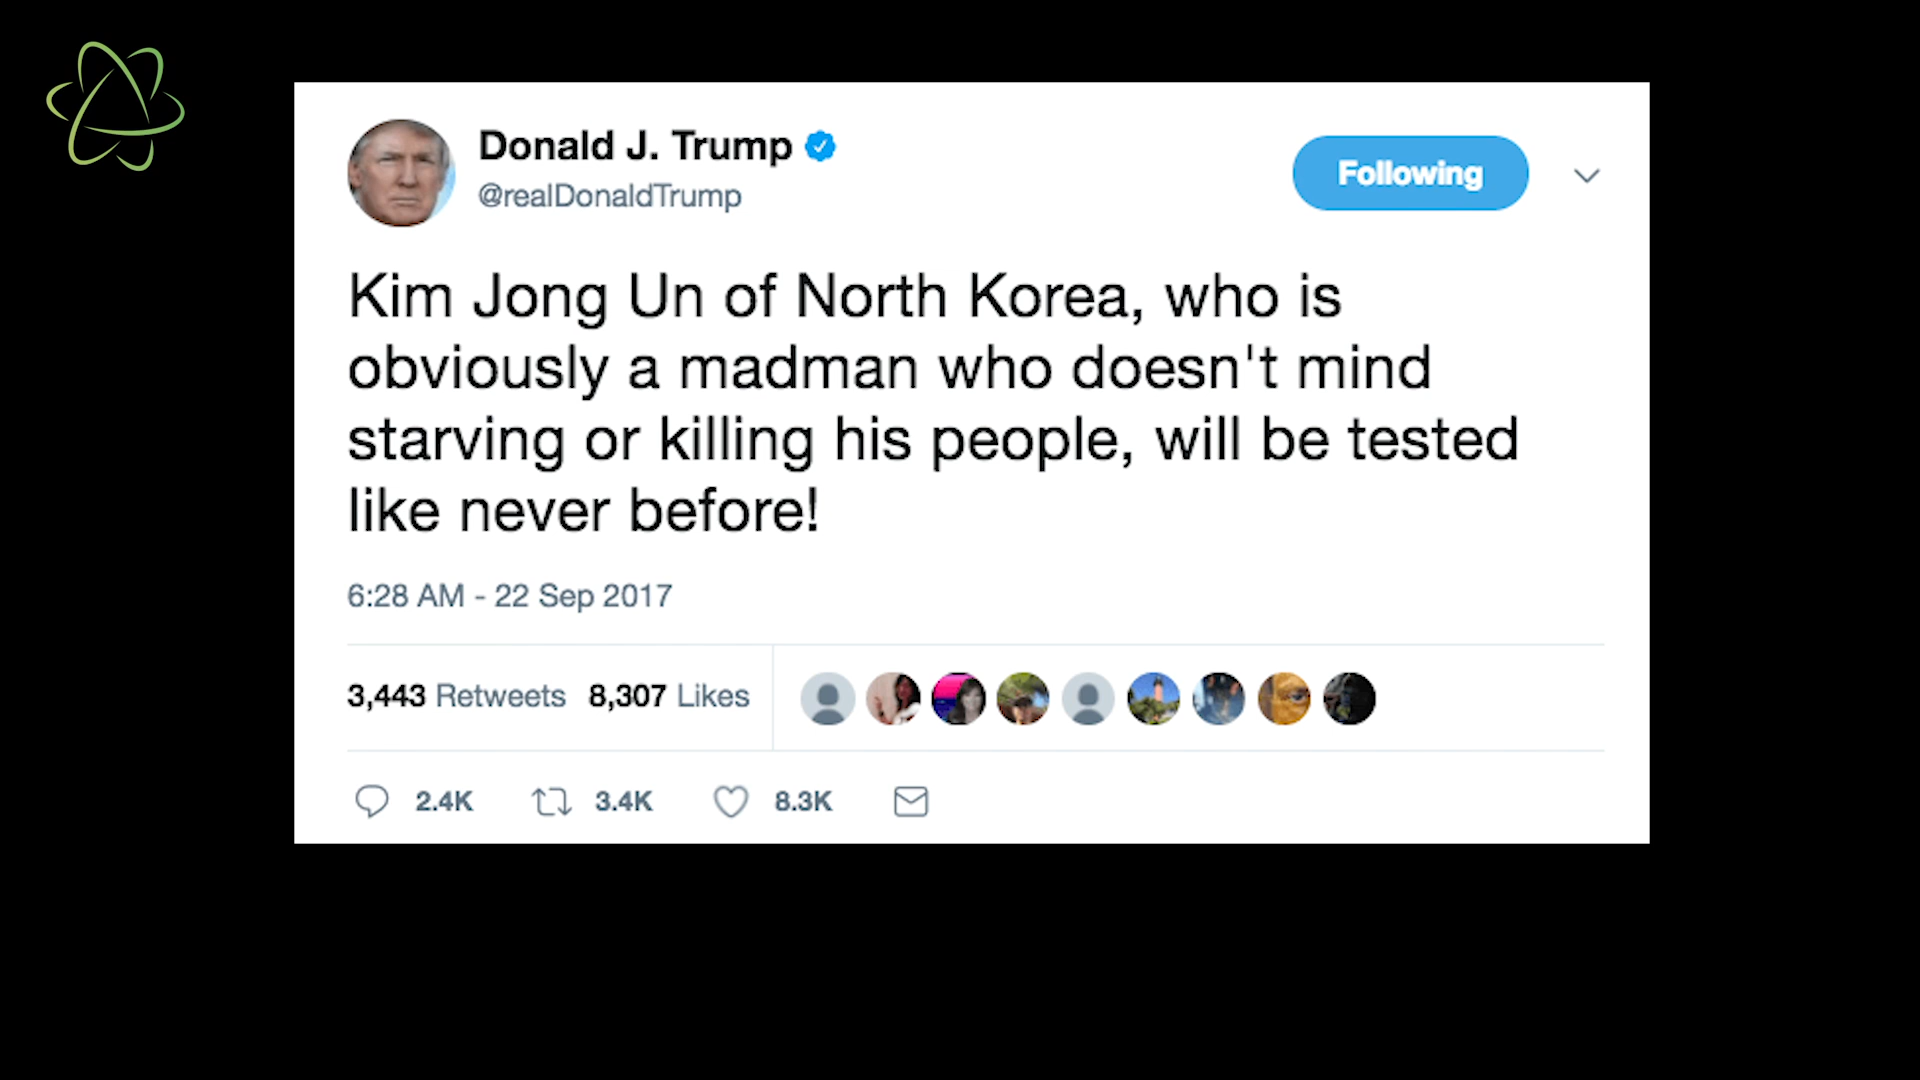 Donald J. Trump
@realDonaldTrump
Following
Kim Jong Un of North Korea, who is
obviously a madman who doesn't mind
starving or killing his people, will be tested
like never before!
6:28 AM - 22 Sep 2017
3,443 Retweets 8,307 Likes
2.4K 3.4K 8.3K